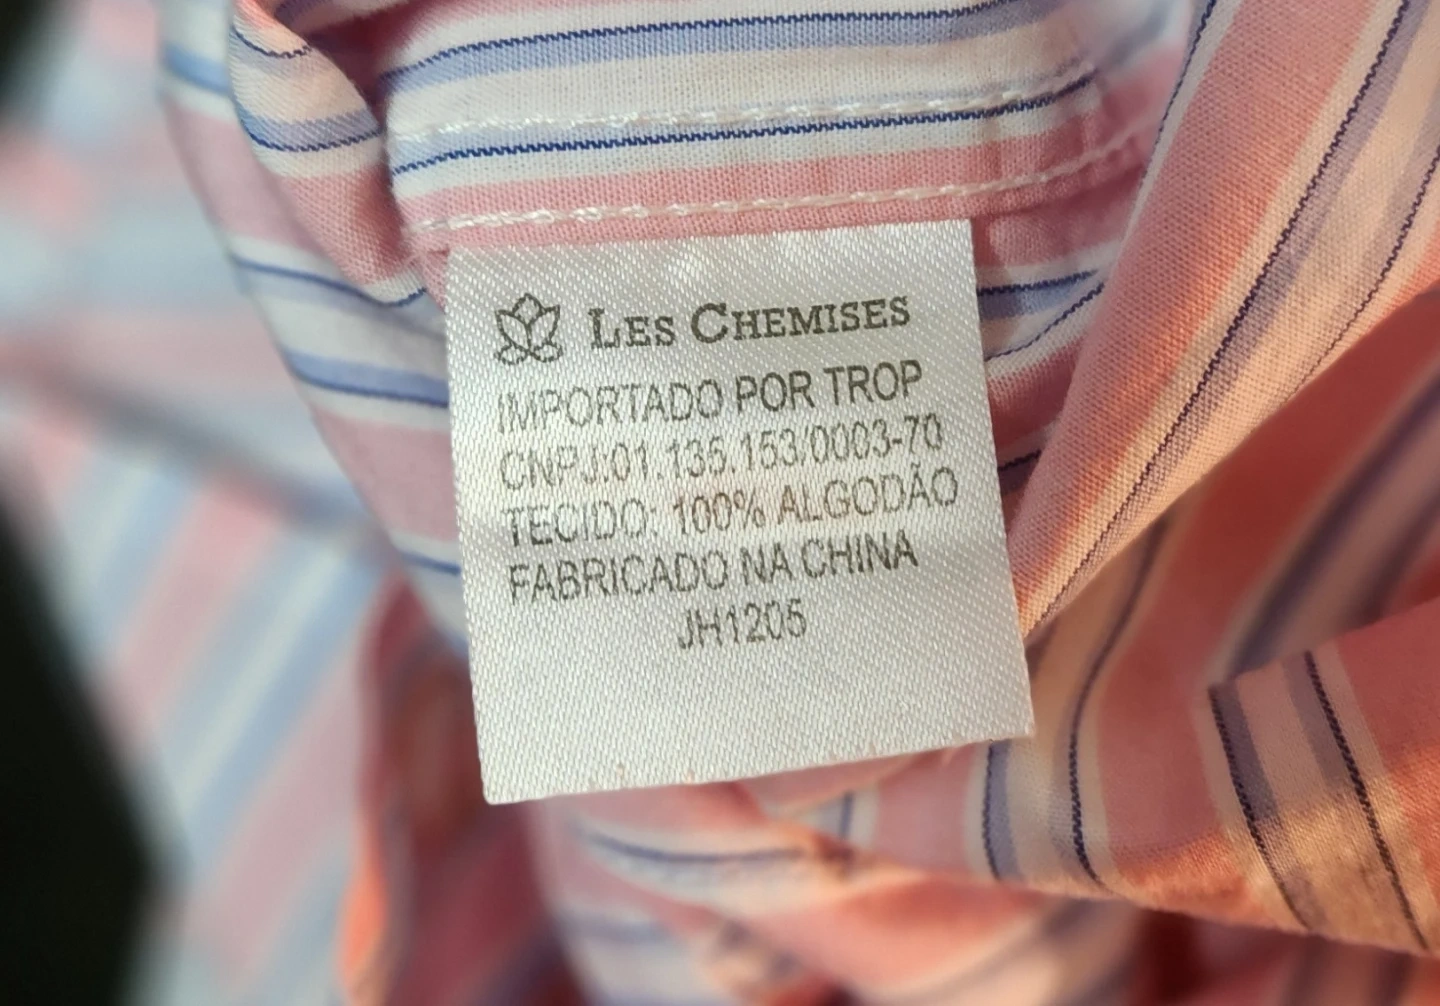 LES CHEMISES
IMPORTADO POR TROP
CNPJ:01.135.153/0003-70
TECIDO: 100% ALGODÃO
FABRICADO NA CHINA
JH1205